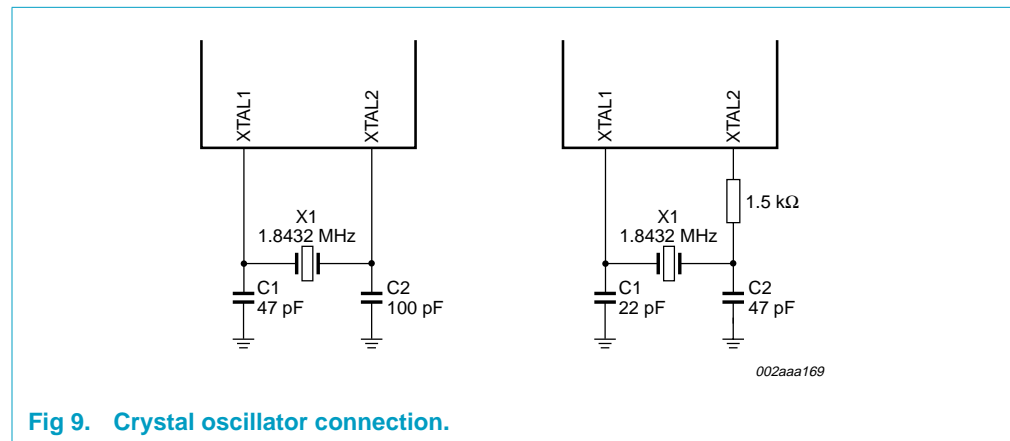 XTAL1
XTAL2
X1
1.8432 MHz
C1
47 pF
C2
100 pF
XTAL1
XTAL2
1.5 kΩ
X1
1.8432 MHz
C1
22 pF
C2
47 pF
002aaa169
Fig 9. Crystal oscillator connection.